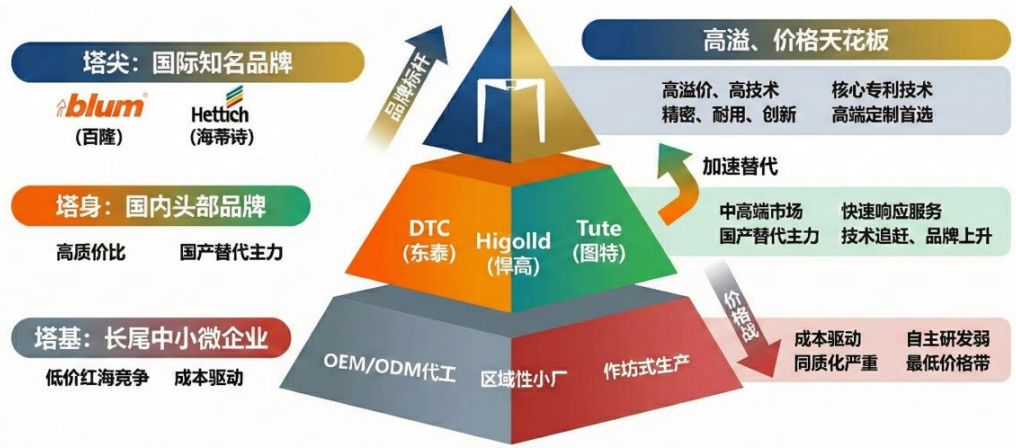 塔尖：国际知名品牌
blum
(百隆)
Hettich
(海蒂诗)
品牌标杆
高溢、价格天花板
高溢价、高技术 核心专利技术
精密、耐用、创新 高端定制首选
加速替代
塔身：国内头部品牌
高质价比 国产替代主力
DTC
(东泰)
Higolld
(悍高)
Tute
(图特)
中高端市场 快速响应服务
国产替代主力 技术追赶、品牌上升
价格战
塔基：长尾中小微企业
低价红海竞争 成本驱动
OEM/ODM代工
区域性小厂
作坊式生产
成本驱动 自主研发弱
同质化严重 最低价格带